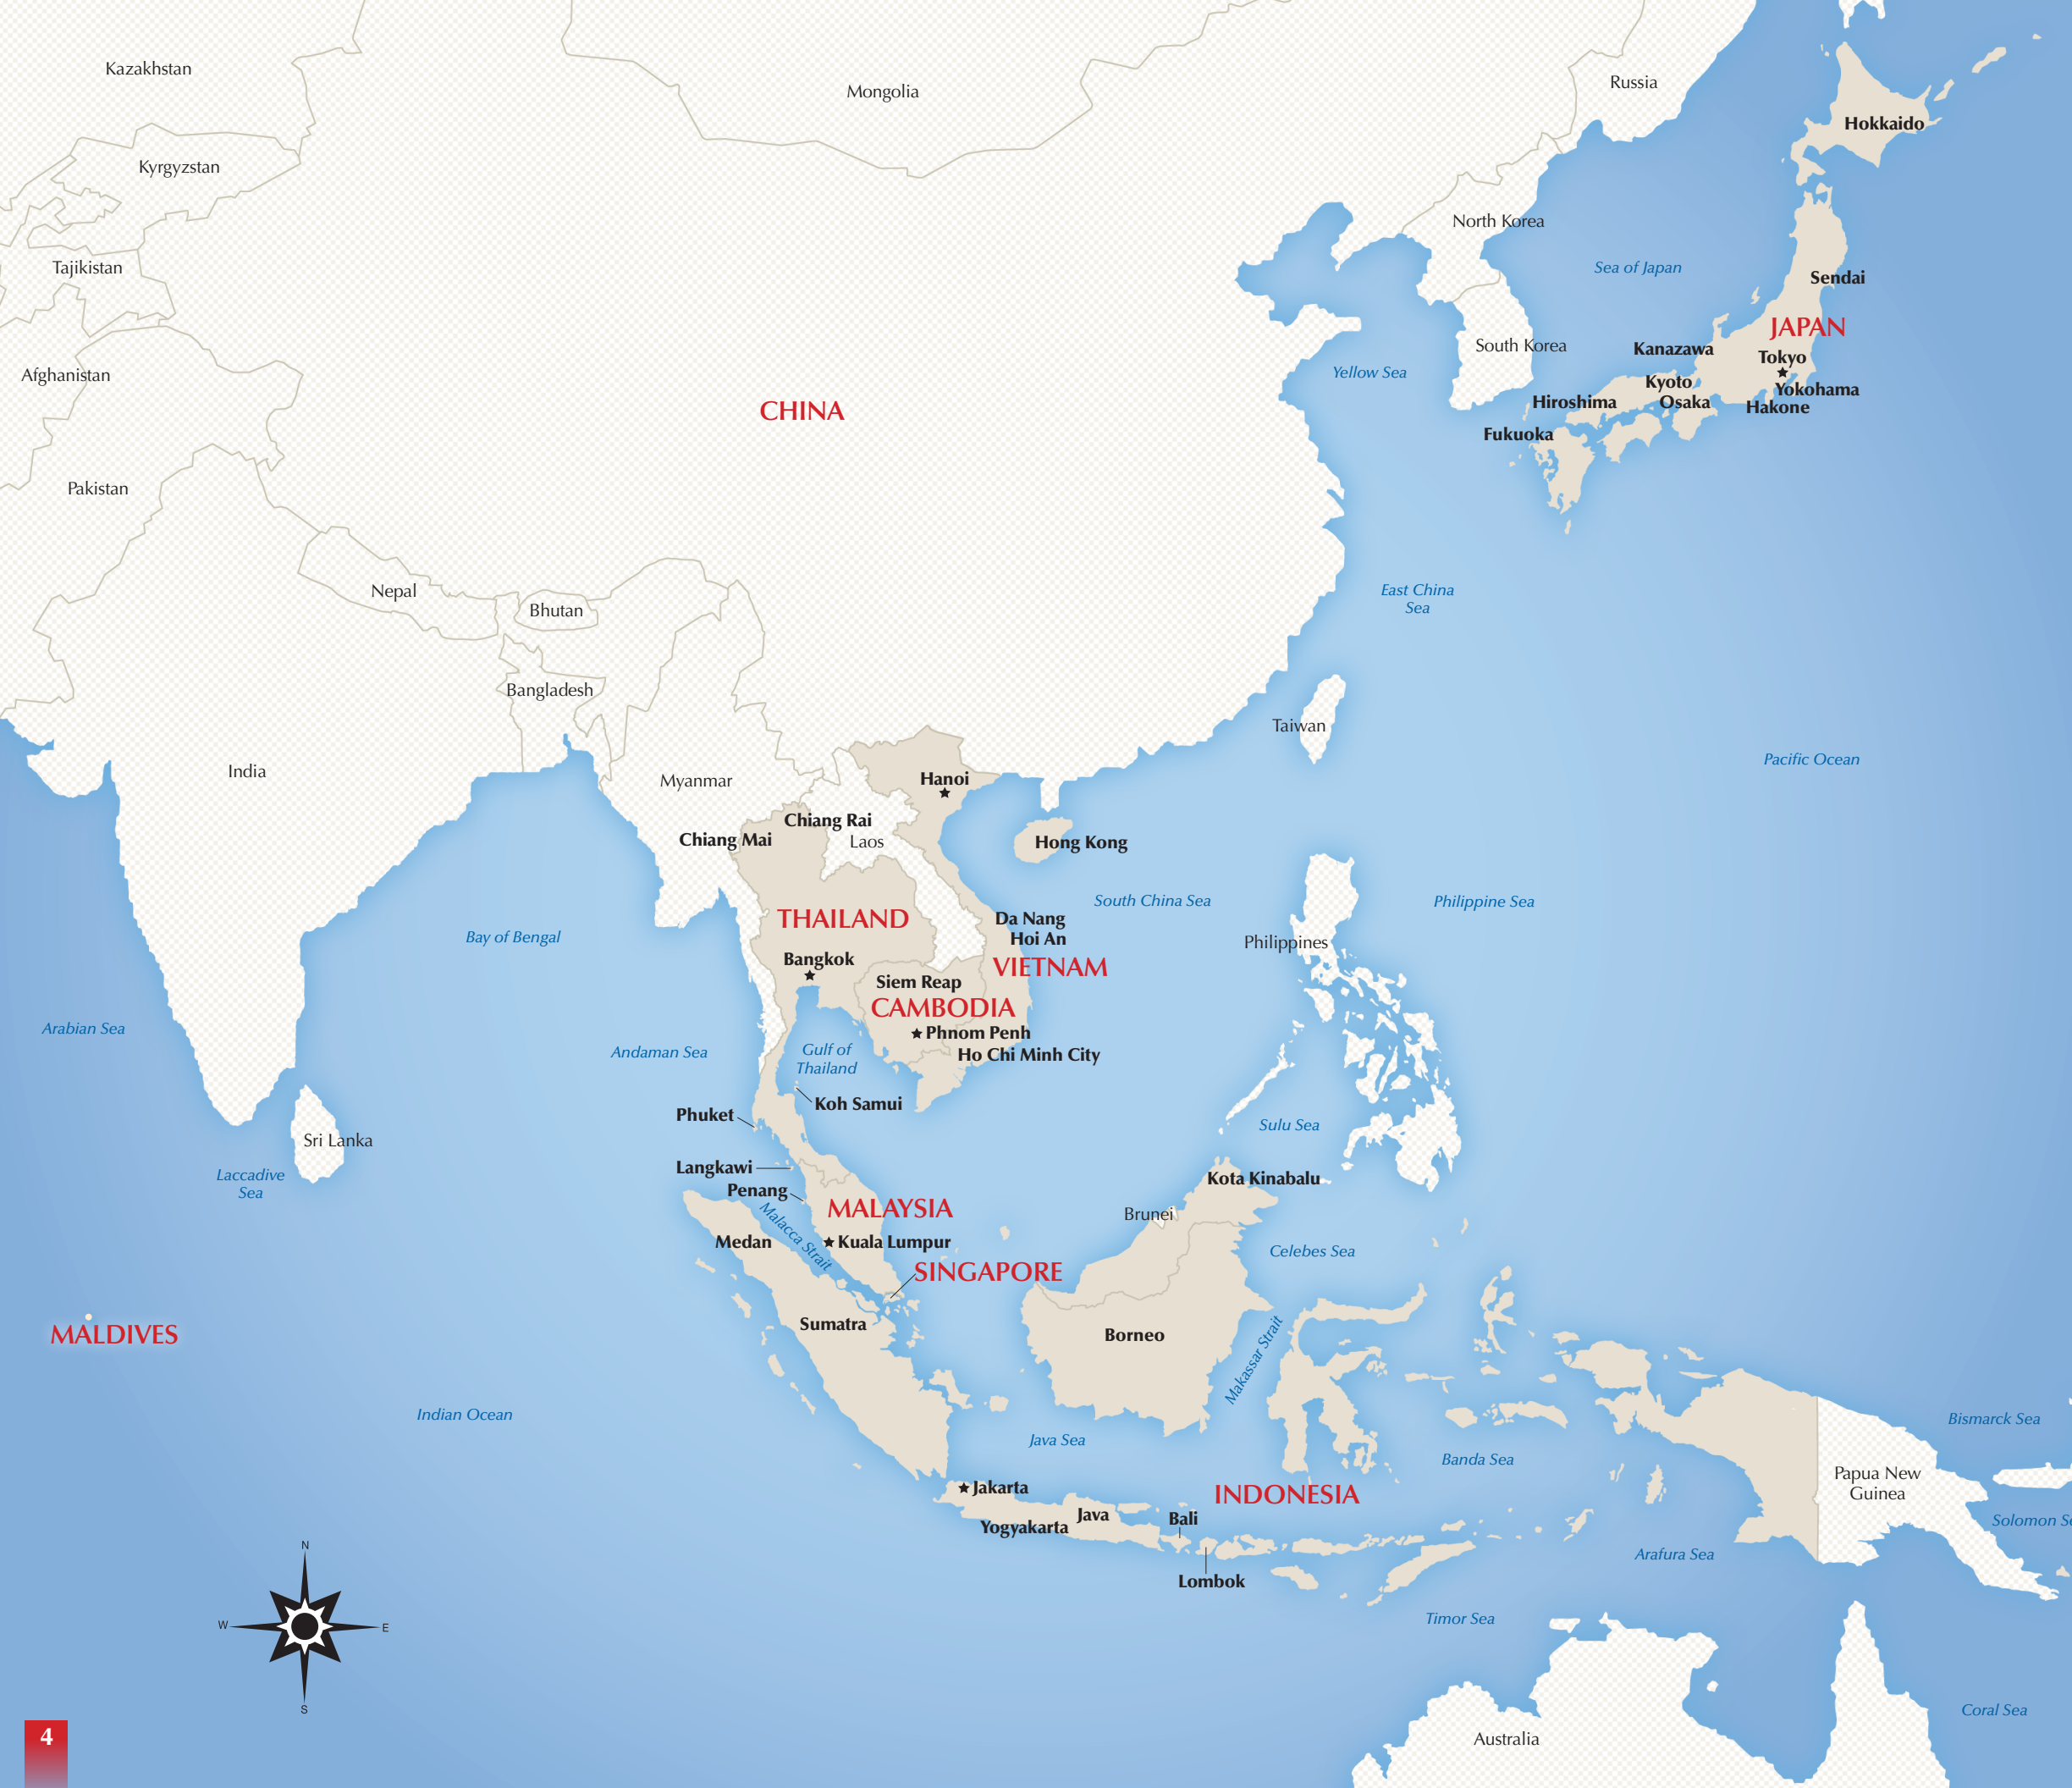 Kazakhstan
Mongolia
Russia
Hokkaido
Kyrgyzstan
North Korea
Tajikistan
Sea of Japan
Sendai
JAPAN
South Korea
Kanazawa
Tokyo
Afghanistan
Yellow Sea
Kyoto
Yokohama
Hiroshima
Osaka
Hakone
CHINA
Fukuoka
Pakistan
Nepal
Bhutan
East China
Sea
Bangladesh
Taiwan
Pacific Ocean
India
Myanmar
Hanoi
Chiang Rai
Chiang Mai
Laos
Hong Kong
South China Sea
Philippine Sea
THAILAND
Da Nang
Hoi An
Bay of Bengal
Philippines
Bangkok
VIETNAM
Siem Reap
CAMBODIA
Arabian Sea
Phnom Penh
Andaman Sea
Gulf of
Thailand
Ho Chi Minh City
Koh Samui
Phuket
Sulu Sea
Sri Lanka
Langkawi
Laccadive
Sea
Kota Kinabalu
Penang
MALAYSIA
Brunei
Malacca Strait
Medan
Kuala Lumpur
Celebes Sea
SINGAPORE
Sumatra
MALDIVES
Borneo
Makassar Strait
Indian Ocean
Bismarck Sea
Java Sea
Banda Sea
Papua New
Guinea
Jakarta
INDONESIA
Java
Bali
Yogyakarta
Solomon Se
Arafura Sea
Lombok
N
W
E
S
Timor Sea
Coral Sea
Australia
4